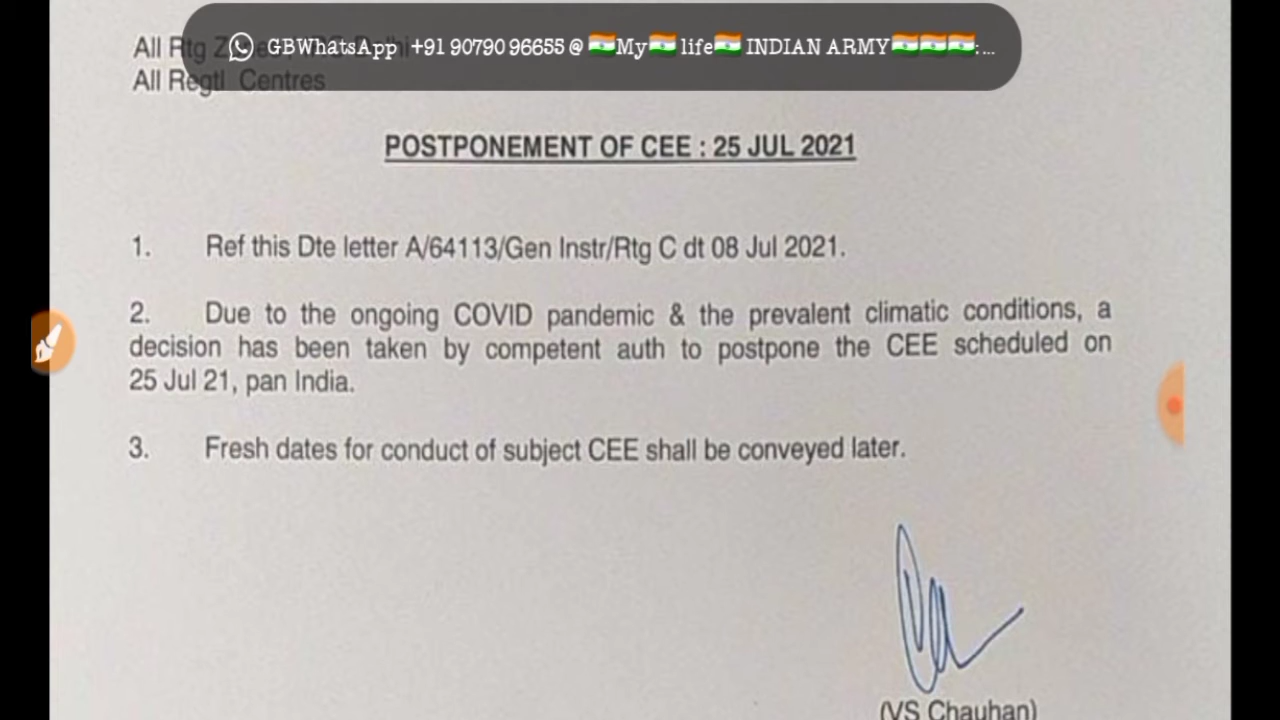 GBWhatsApp +91 90790 96655 @ 🇮🇳My🇮🇳 life🇮🇳 INDIAN ARMY🇮🇳🇮🇳🇮🇳:...
All Rtg
All Regtl Centres
POSTPONEMENT OF CEE : 25 JUL 2021
1. Ref this Dte letter A/64113/Gen Instr/Rtg C dt 08 Jul 2021.
2. Due to the ongoing COVID pandemic & the prevalent climatic conditions, a
decision has been taken by competent auth to postpone the CEE scheduled on
25 Jul 21, pan India.
3. Fresh dates for conduct of subject CEE shall be conveyed later.
(VS Chauhan)